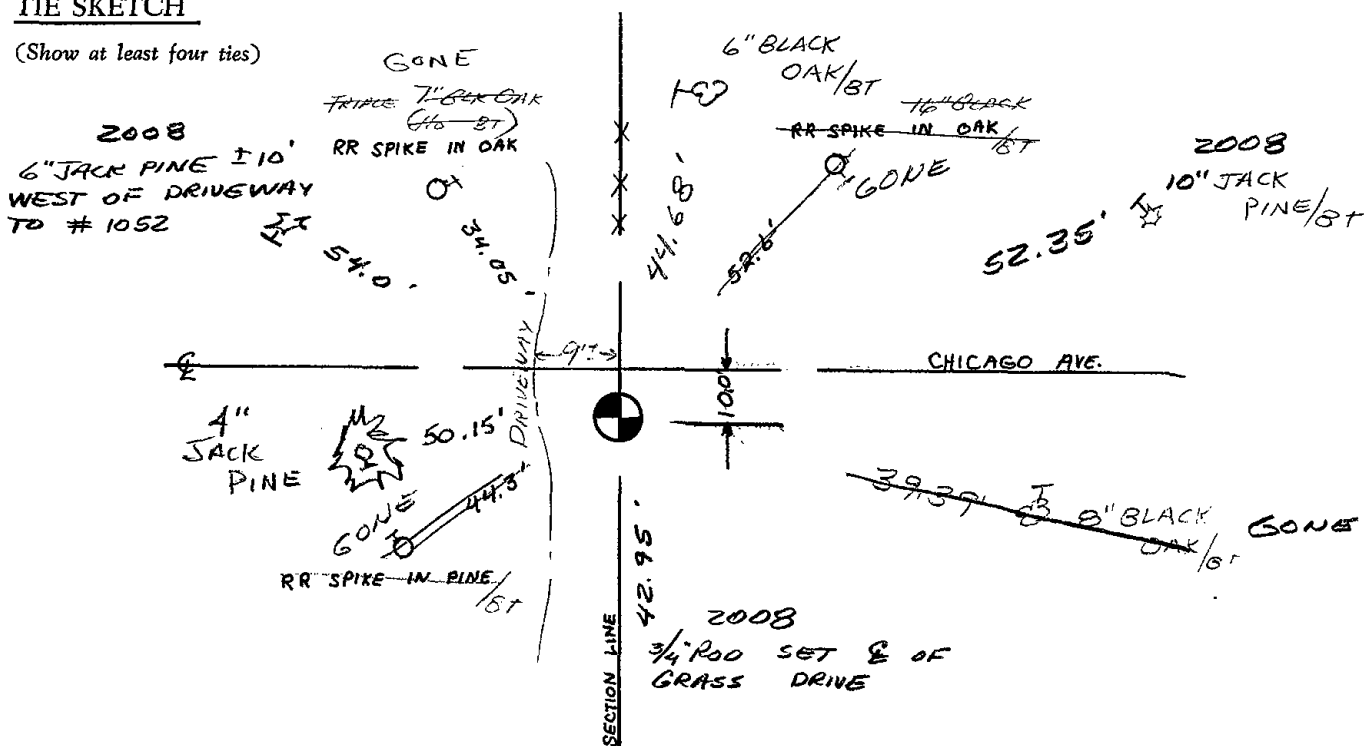 TIE SKETCH
(Show at least four ties)
GONE
TRIPLE 7" BLK OAK
RR SPIKE IN OAK
34.05'
2008
6" JACK PINE ± 10'
WEST OF DRIVEWAY
TO # 1052
54.0
6" BLACK
OAK/BT
44.68'
16" BLACK
RR SPIKE IN OAK/BT
GONE
52.6'
2008
10" JACK
PINE/BT
52.35'
DRIVEWAY
9'±
10.0
CHICAGO AVE.
4"
JACK
PINE
50.15'
GONE
44.3'
RR SPIKE IN PINE/BT
39.39'
8" BLACK
OAK/BT
GONE
42.95'
SECTION LINE
2008
3/4" ROD SET ℄ OF
GRASS DRIVE